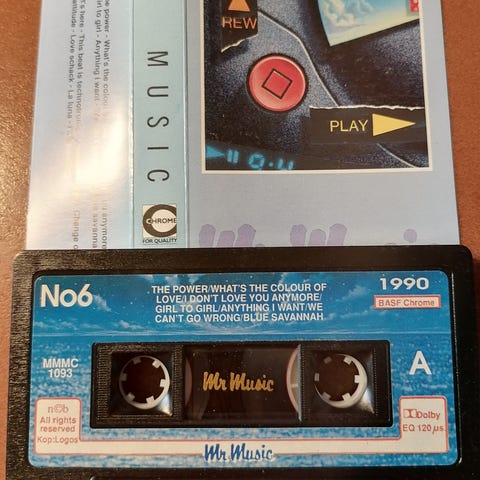 REW
PLAY
MUSIC
CHROME
FOR QUALITY
Mr Music
No6
THE POWER/WHAT'S THE COLOUR OF
LOVE/I DON'T LOVE YOU ANYMORE/
GIRL TO GIRL/ANYTHING I WANT/WE
CAN'T GO WRONG/BLUE SAVANNAH
1990
BASF Chrome
MMMC
1093
A
Mr Music
n©b
All rights
reserved
Kop:Logos
Dolby
EQ 120 µs
Mr Music